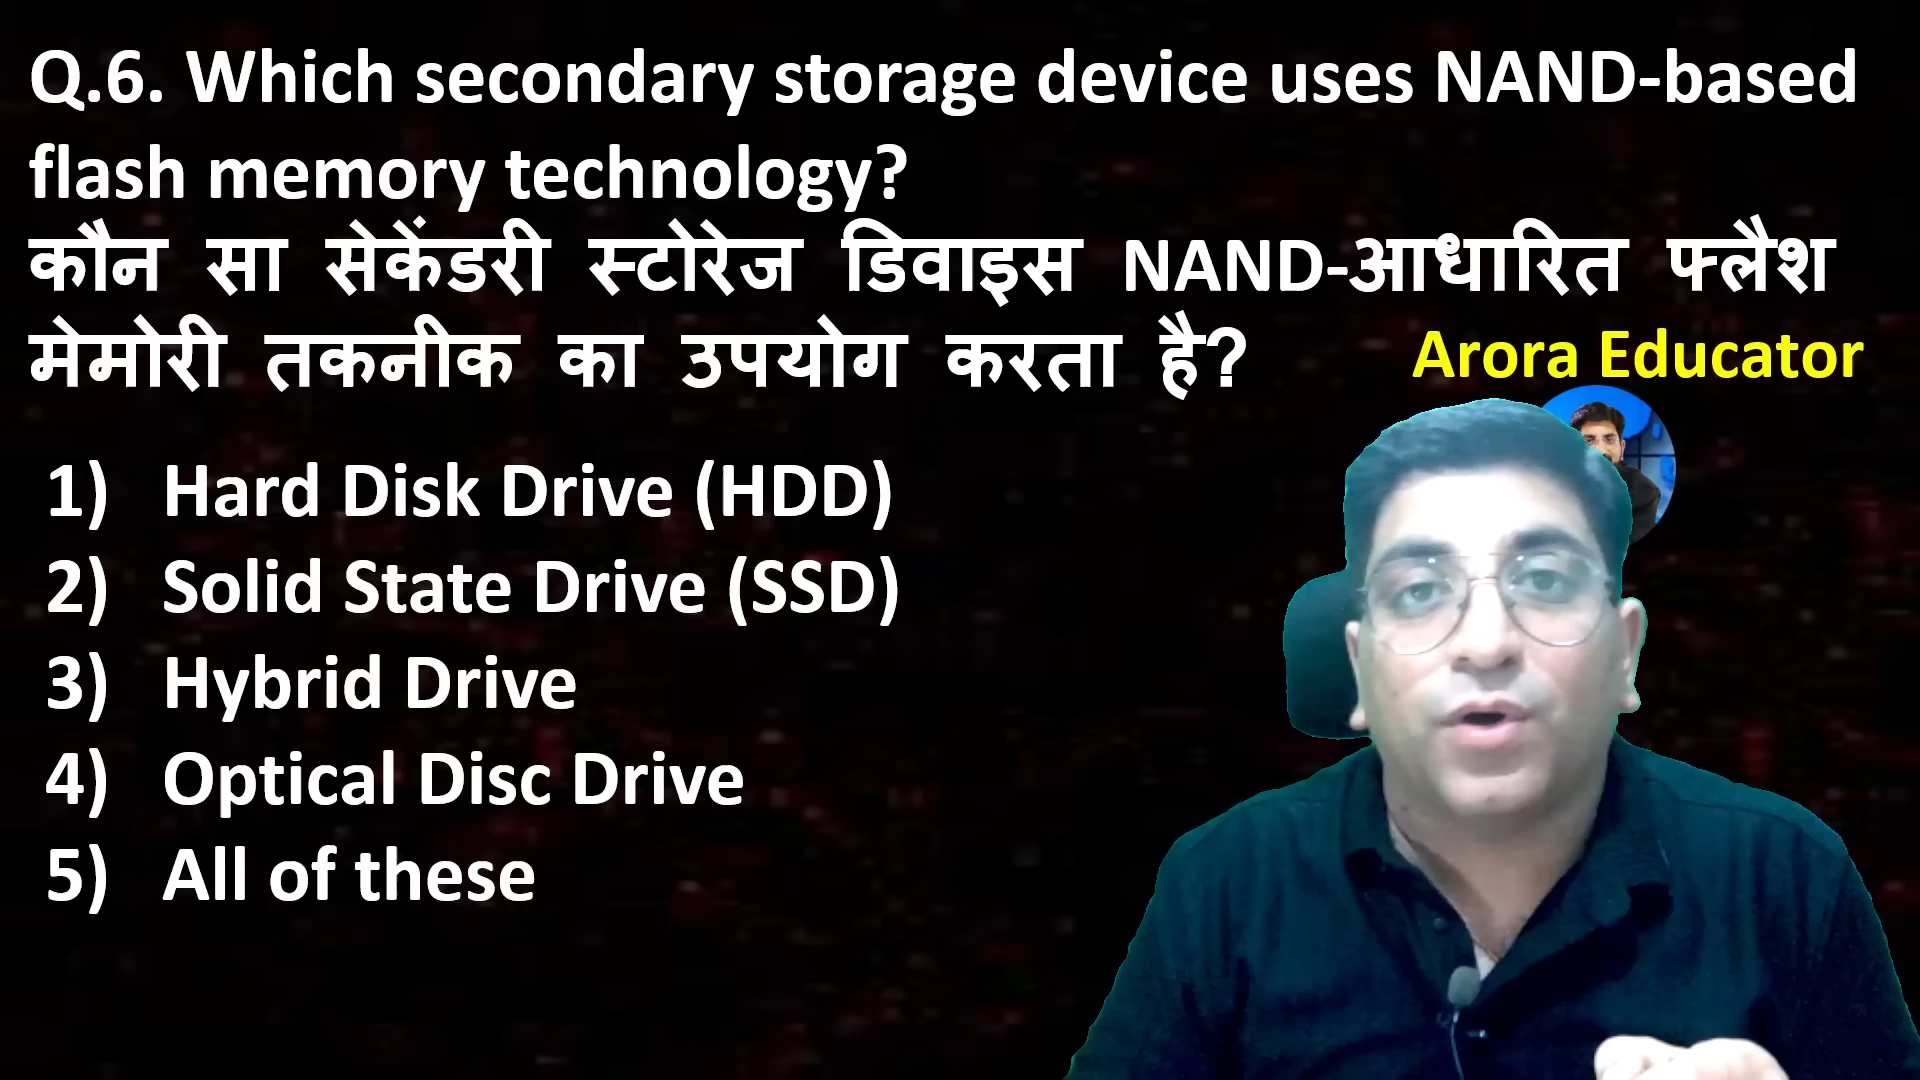 Q.6. Which secondary storage device uses NAND-based
flash memory technology?
कौन सा सेकेंडरी स्टोरेज डिवाइस NAND-आधारित फ्लैश
मेमोरी तकनीक का उपयोग करता है?
Arora Educator
1) Hard Disk Drive (HDD)
2) Solid State Drive (SSD)
3) Hybrid Drive
4) Optical Disc Drive
5) All of these